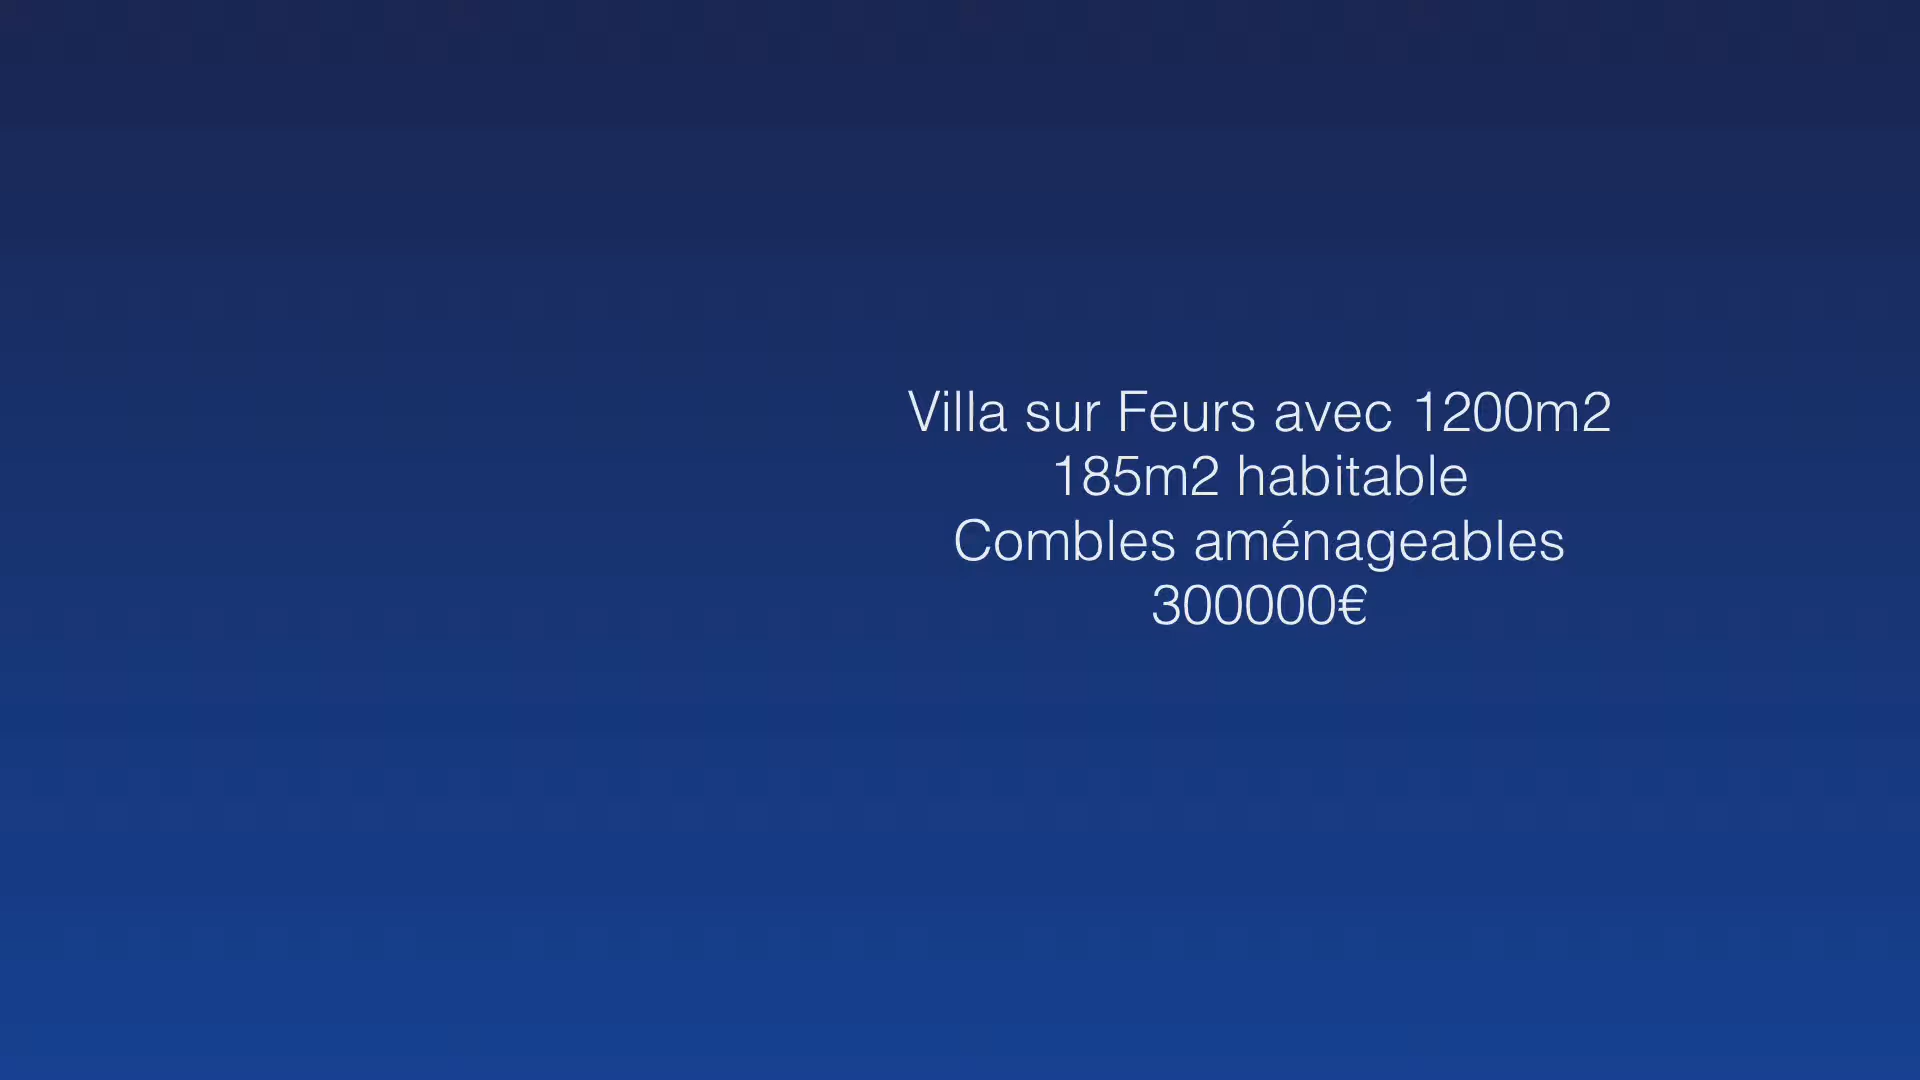 Villa sur Feurs avec 1200m2
185m2 habitable
Combles aménageables
300000€